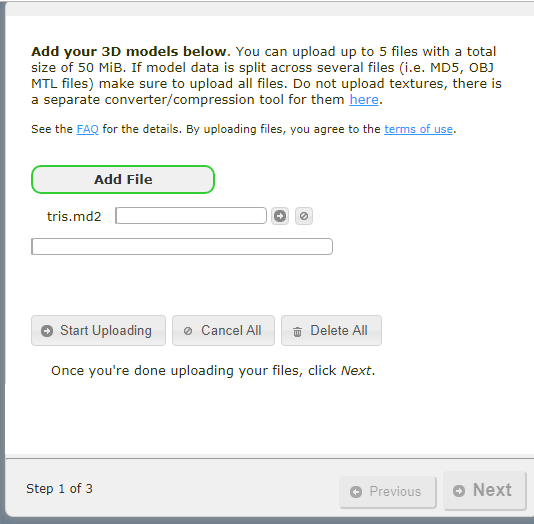 Add your 3D models below. You can upload up to 5 files with a total
size of 50 MiB. If model data is split across several files (i.e. MD5, OBJ
MTL files) make sure to upload all files. Do not upload textures, there is
a separate converter/compression tool for them here.
See the FAQ for the details. By uploading files, you agree to the terms of use.
Add File
tris.md2
Start Uploading Cancel All Delete All
Once you're done uploading your files, click Next.
Step 1 of 3 Previous Next